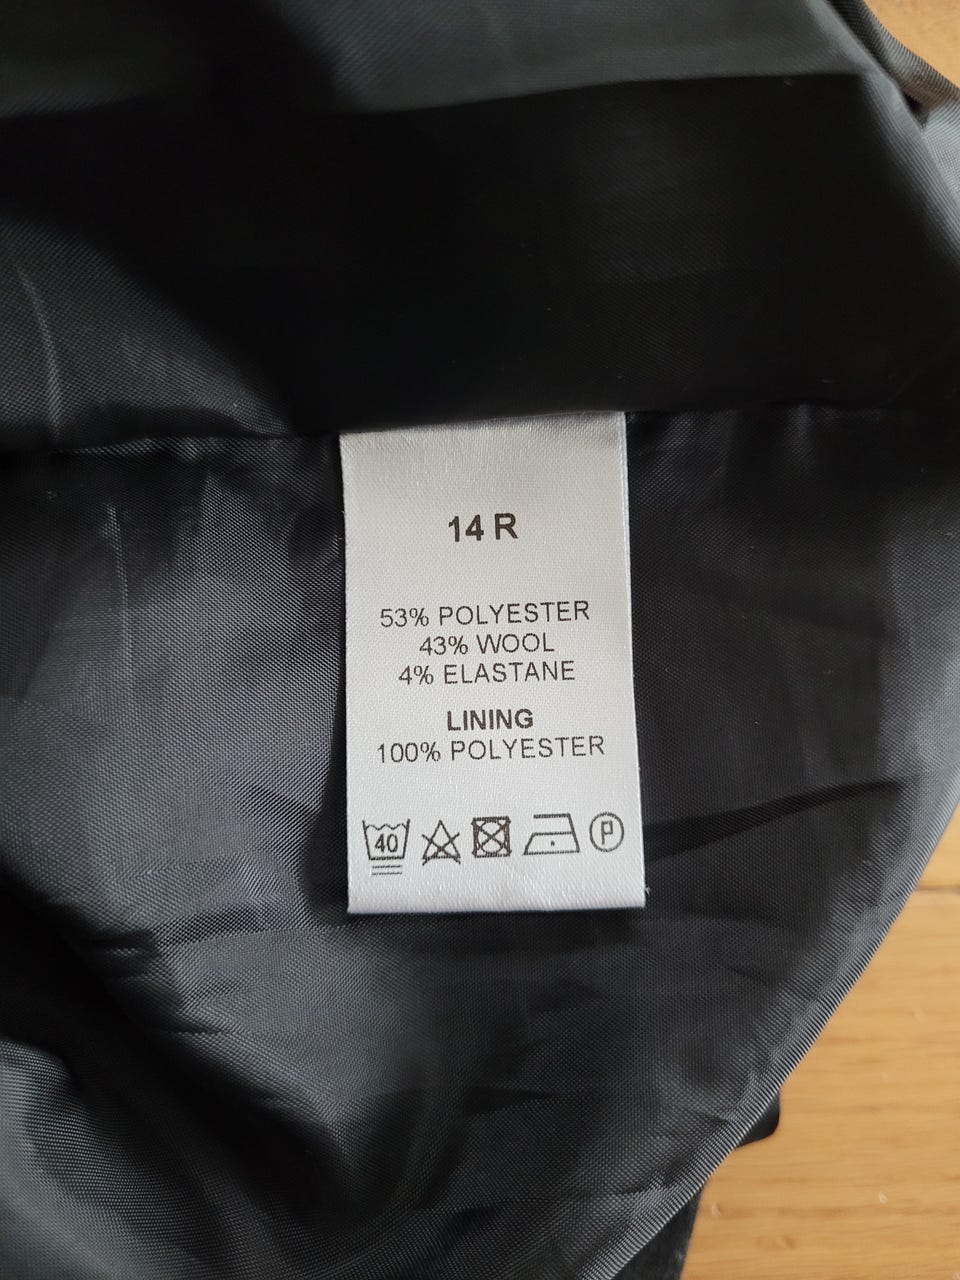 14 R
53% POLYESTER
43% WOOL
4% ELASTANE
LINING
100% POLYESTER
40 P